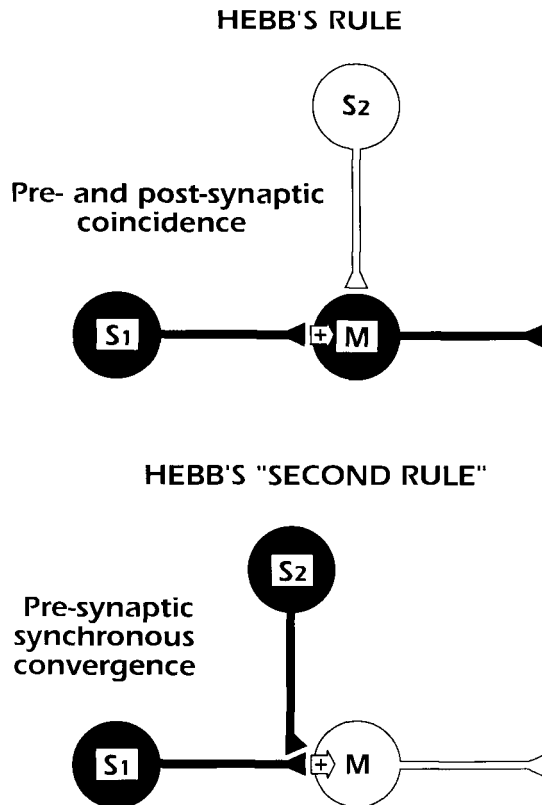 HEBB'S RULE
S2
Pre- and post-synaptic
coincidence
S1
+
M
HEBB'S "SECOND RULE"
S2
Pre-synaptic
synchronous
convergence
S1
+
M